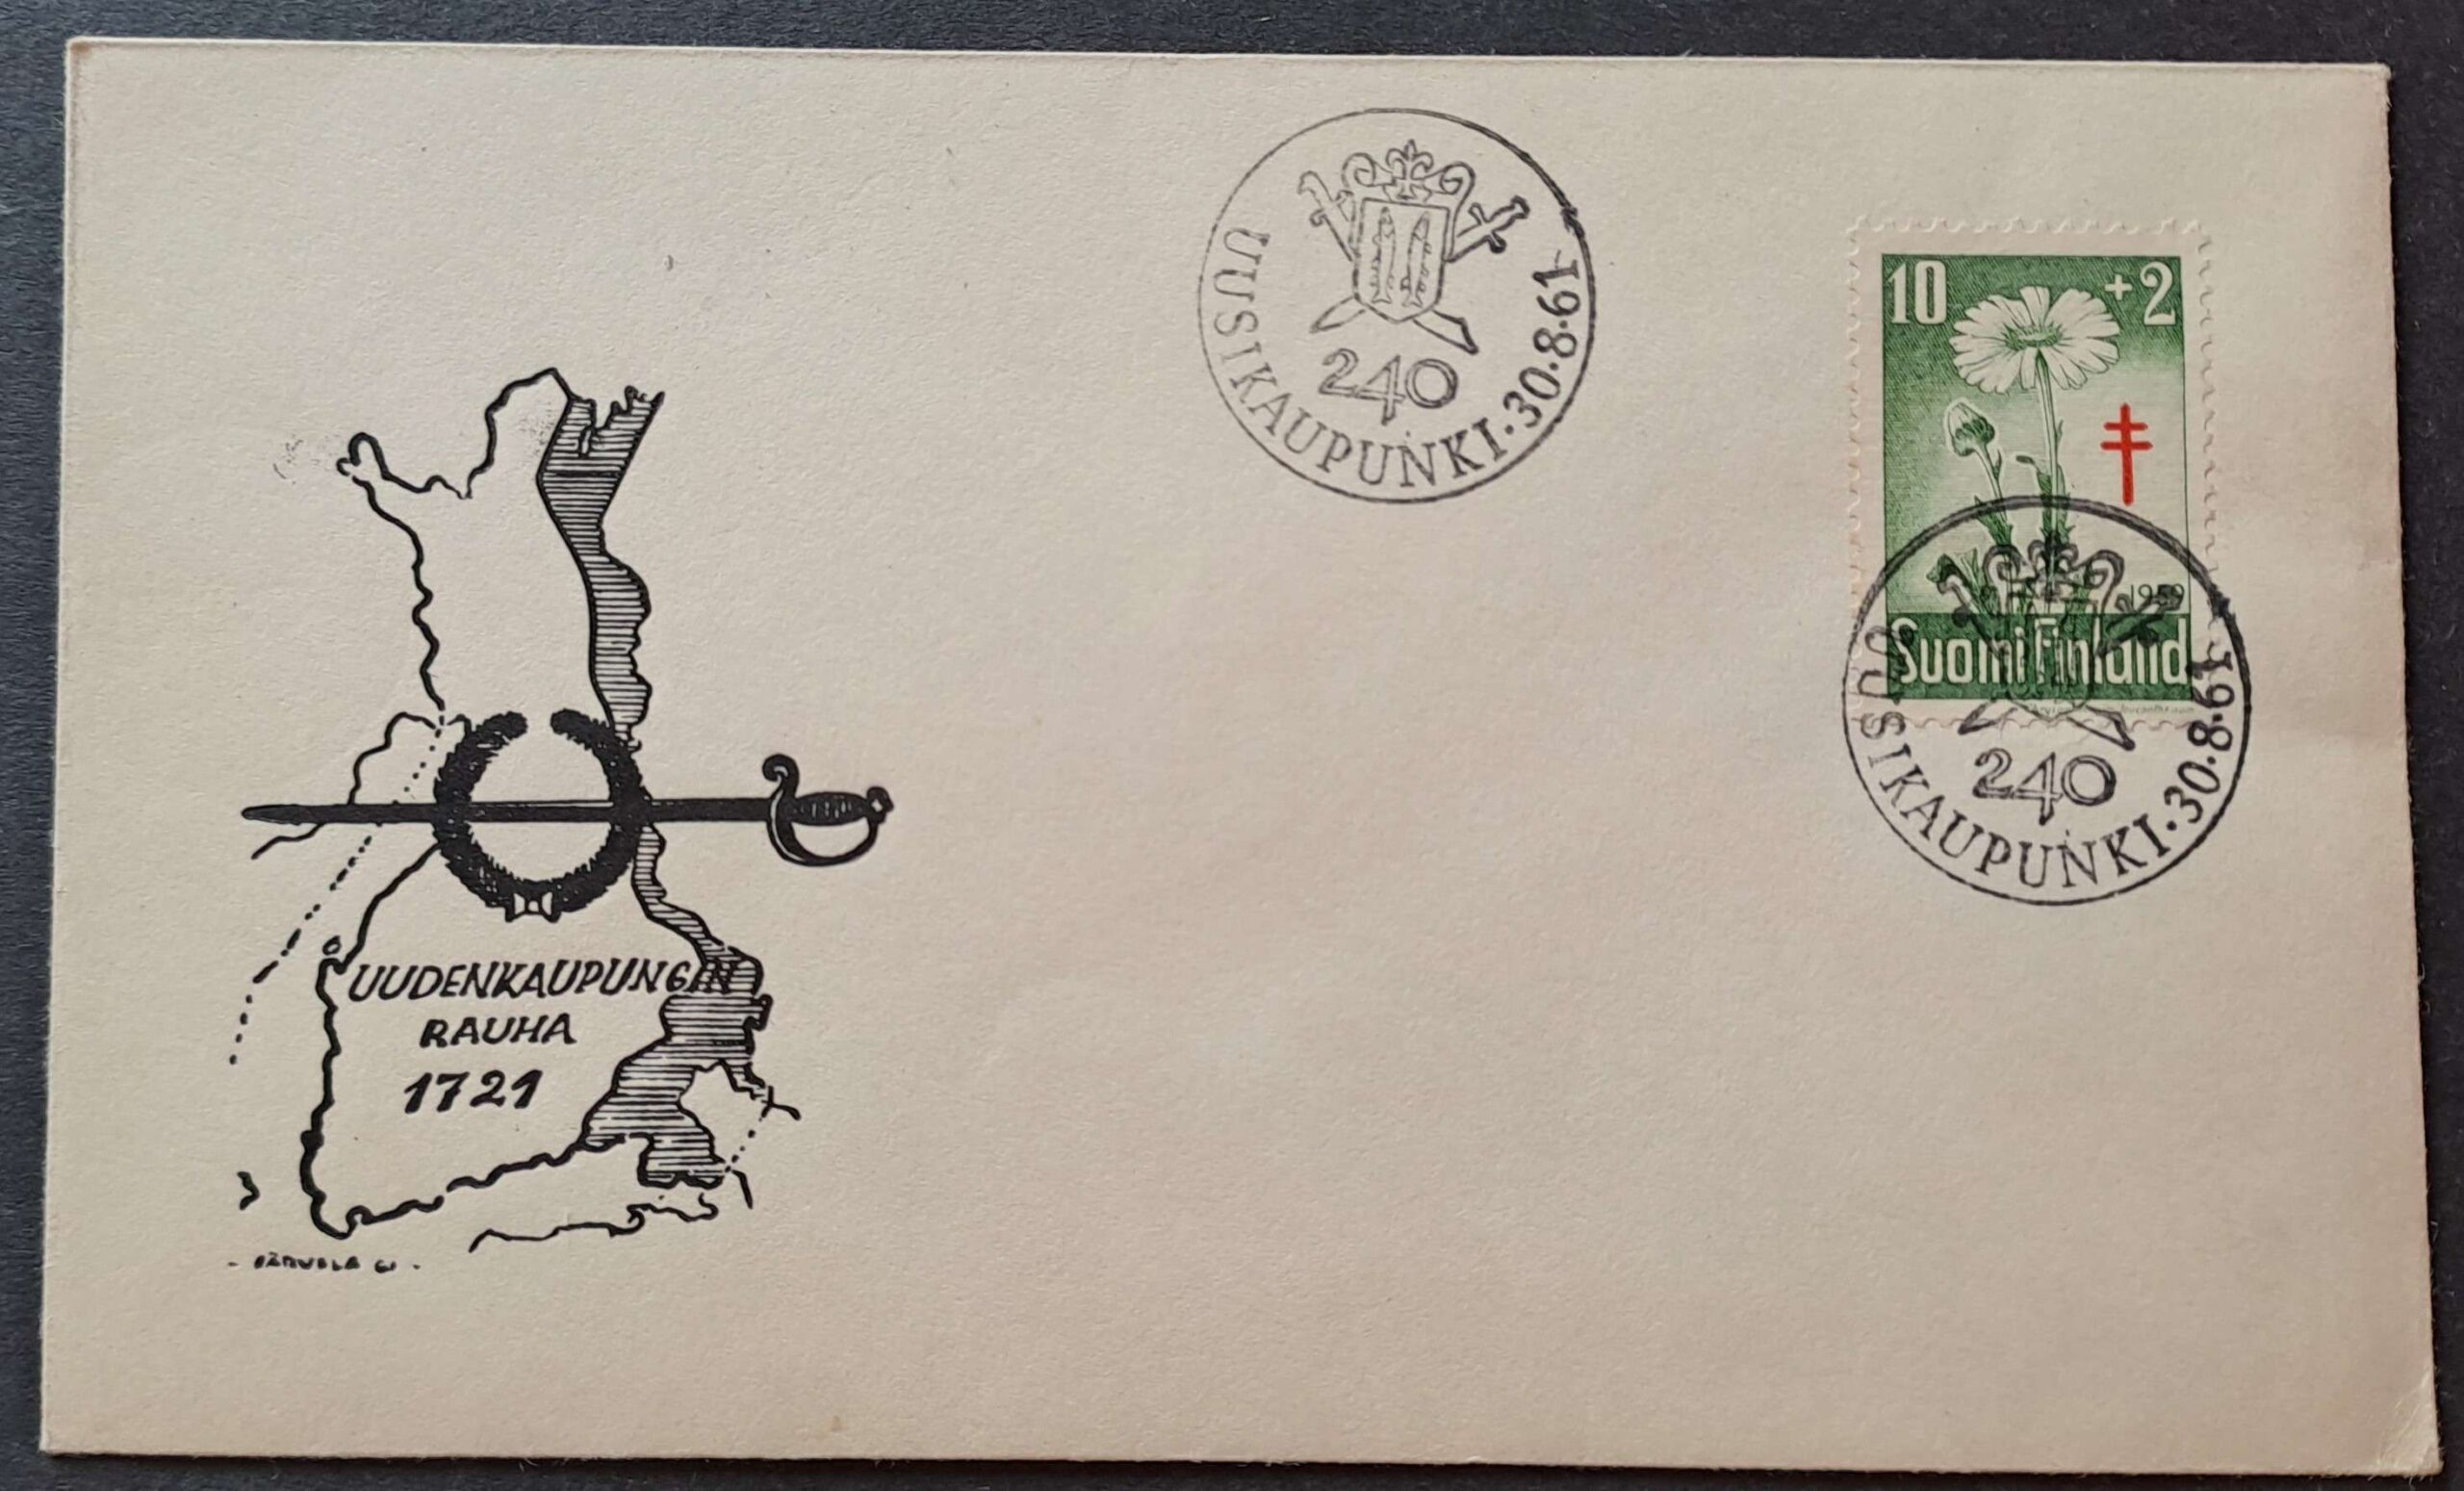 UUSIKAUPUNKI·30·8·61
240
10 +2
1959
Suomi Finland
UUSIKAUPUNKI·30·8·61
240
UUDENKAUPUNGIN
RAUHA
1721